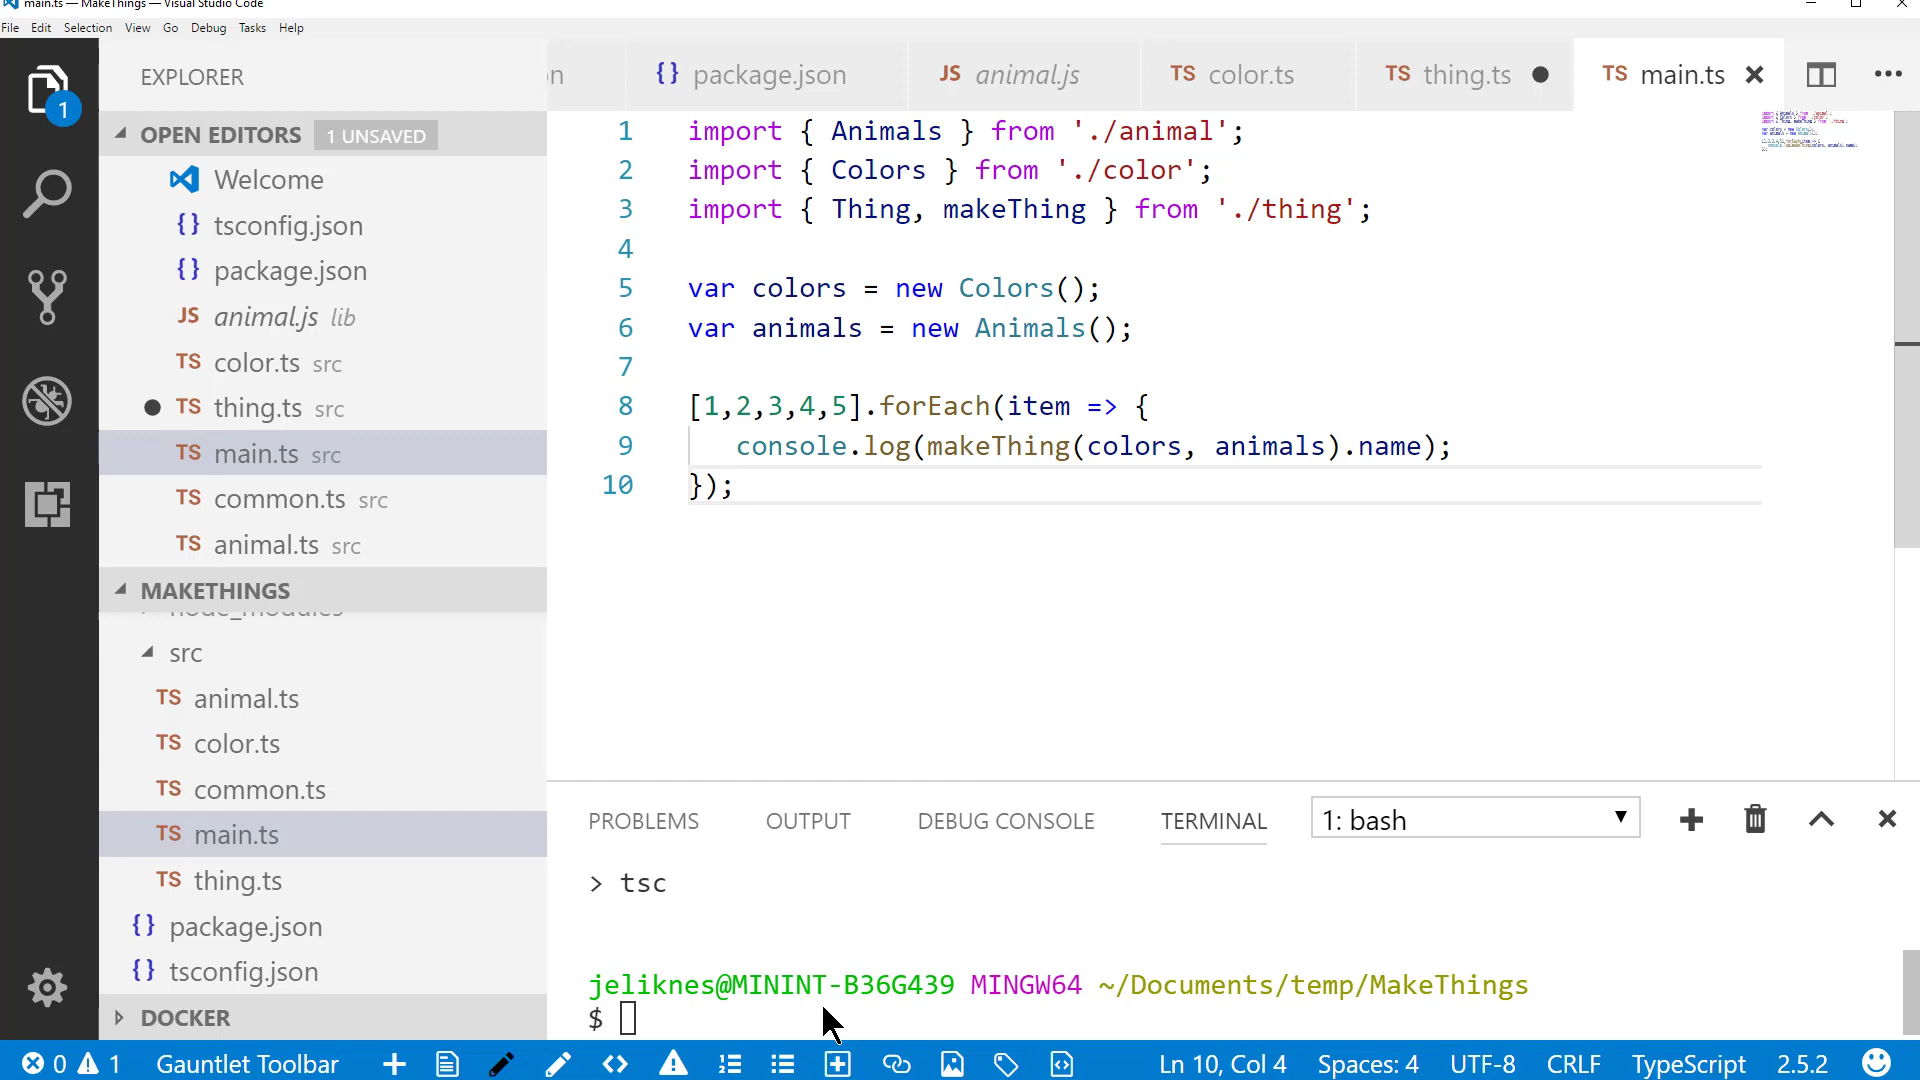 main.ts — MakeThings — Visual Studio Code
File Edit Selection View Go Debug Tasks Help
EXPLORER
OPEN EDITORS 1 UNSAVED
Welcome
{} tsconfig.json
{} package.json
JS animal.js lib
TS color.ts src
TS thing.ts src
TS main.ts src
TS common.ts src
TS animal.ts src
MAKETHINGS
node_modules
src
TS animal.ts
TS color.ts
TS common.ts
TS main.ts
TS thing.ts
{} package.json
{} tsconfig.json
DOCKER
1
{} package.json JS animal.js TS color.ts TS thing.ts TS main.ts
1 import { Animals } from './animal';
2 import { Colors } from './color';
3 import { Thing, makeThing } from './thing';
4
5 var colors = new Colors();
6 var animals = new Animals();
7
8 [1,2,3,4,5].forEach(item => {
9 console.log(makeThing(colors, animals).name);
10 });
PROBLEMS OUTPUT DEBUG CONSOLE TERMINAL 1: bash
> tsc
jeliknes@MININT-B36G439 MINGW64 ~/Documents/temp/MakeThings
$
0 1 Gauntlet Toolbar Ln 10, Col 4 Spaces: 4 UTF-8 CRLF TypeScript 2.5.2